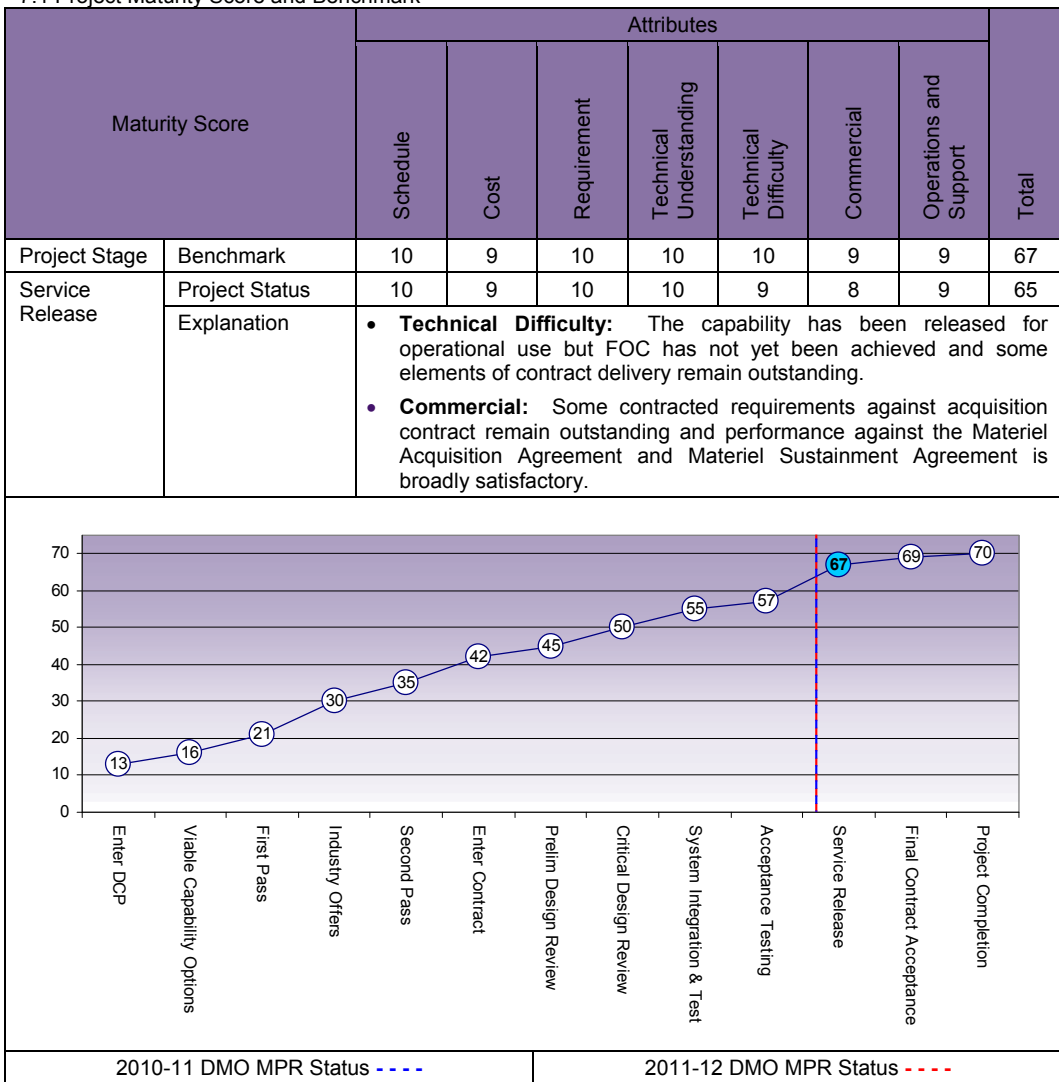 7.1 Project Maturity Score and Benchmark
Maturity Score
Attributes
Schedule
Cost
Requirement
Technical
Understanding
Technical
Difficulty
Commercial
Operations and
Support
Total
Project Stage Benchmark 10 9 10 10 10 9 9 67
Service
Release
Project Status 10 9 10 10 9 8 9 65
Explanation
• Technical Difficulty: The capability has been released for
operational use but FOC has not yet been achieved and some
elements of contract delivery remain outstanding.
• Commercial: Some contracted requirements against acquisition
contract remain outstanding and performance against the Materiel
Acquisition Agreement and Materiel Sustainment Agreement is
broadly satisfactory.
70
60
50
40
30
20
10
0
13
16
21
30
35
42
45
50
55
57
67
69
70
Enter DCP
Viable Capability Options
First Pass
Industry Offers
Second Pass
Enter Contract
Prelim Design Review
Critical Design Review
System Integration & Test
Acceptance Testing
Service Release
Final Contract Acceptance
Project Completion
2010-11 DMO MPR Status - - - -
2011-12 DMO MPR Status - - - -